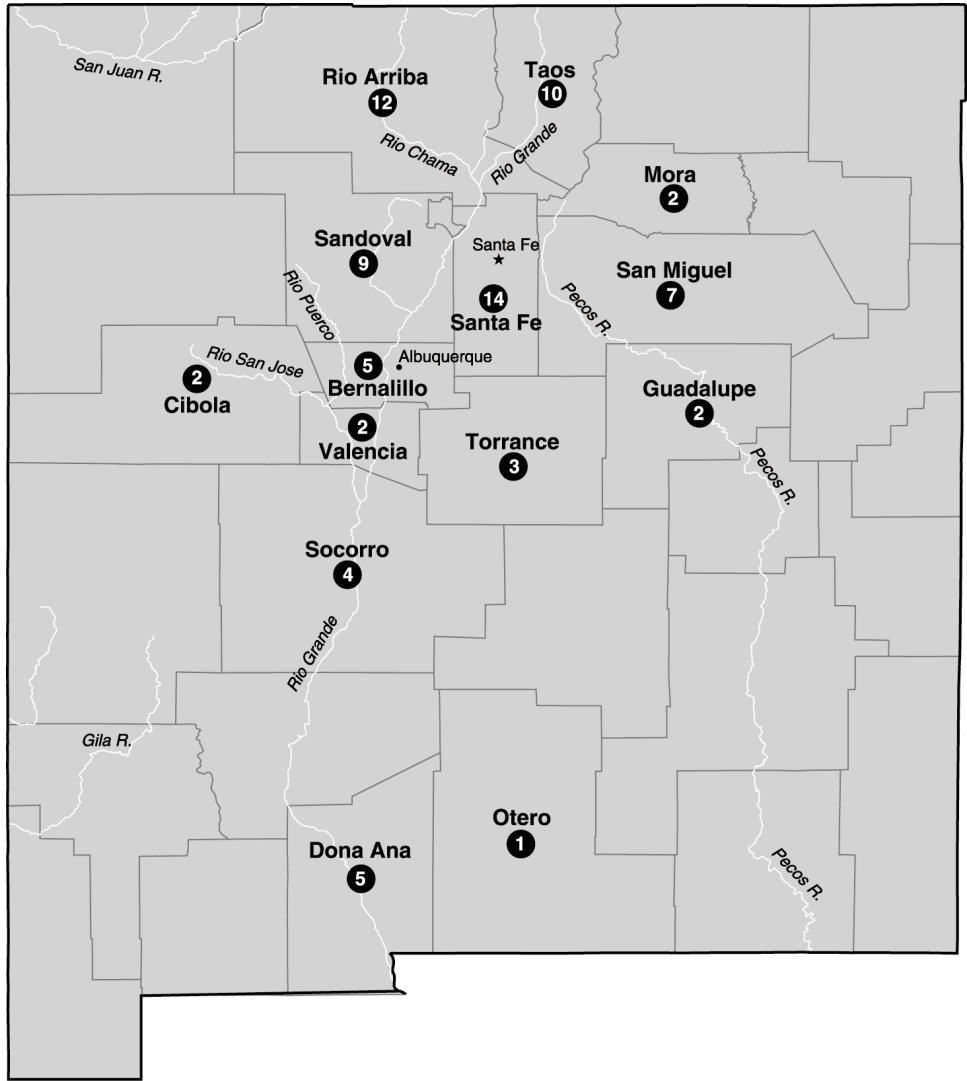 San Juan R.
Rio Arriba
12
Taos
10
Rio Chama
Rio Grande
Mora
2
Sandoval
9
Santa Fe
14
Santa Fe
San Miguel
7
Rio Puerco
Pecos R.
Rio San Jose
2
Cibola
5
Bernalillo
Albuquerque
Guadalupe
2
2
Valencia
Torrance
3
Pecos R.
Socorro
4
Rio Grande
Gila R.
Otero
1
Dona Ana
5
Pecos R.